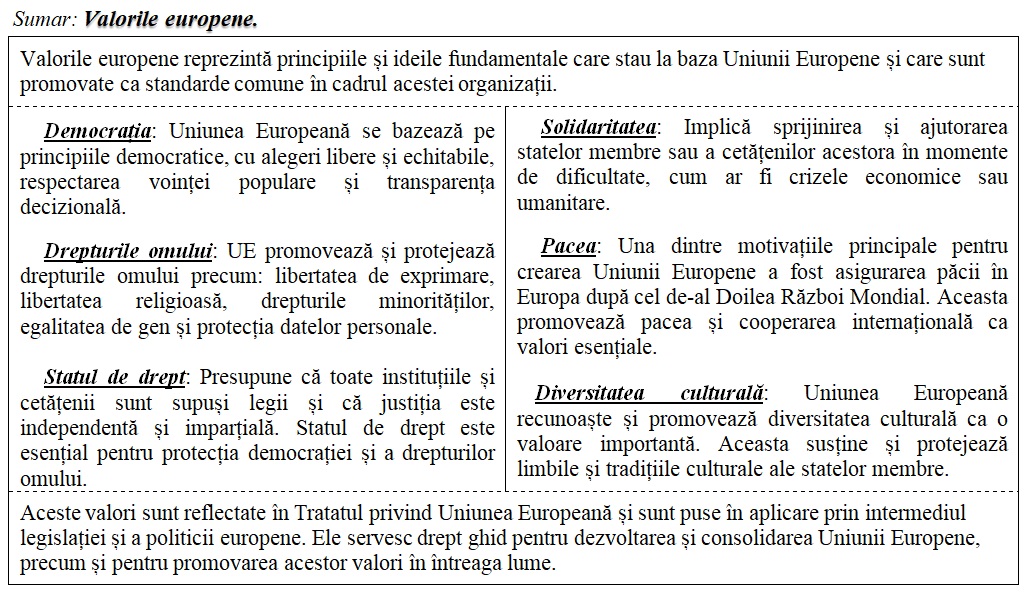 Sumar: Valorile europene.
Valorile europene reprezintă principiile și ideile fundamentale care stau la baza Uniunii Europene și care sunt
promovate ca standarde comune în cadrul acestei organizații.
Democrația: Uniunea Europeană se bazează pe
principiile democratice, cu alegeri libere și echitabile,
respectarea voinței populare și transparența
decizională.
Drepturile omului: UE promovează și protejează
drepturile omului precum: libertatea de exprimare,
libertatea religioasă, drepturile minorităților,
egalitatea de gen și protecția datelor personale.
Statul de drept: Presupune că toate instituțiile și
cetățenii sunt supuși legii și că justiția este
independentă și imparțială. Statul de drept este
esențial pentru protecția democrației și a drepturilor
omului.
Solidaritatea: Implică sprijinirea și ajutorarea
statelor membre sau a cetățenilor acestora în momente
de dificultate, cum ar fi crizele economice sau
umanitare.
Pacea: Una dintre motivațiile principale pentru
crearea Uniunii Europene a fost asigurarea păcii în
Europa după cel de-al Doilea Război Mondial. Aceasta
promovează pacea și cooperarea internațională ca
valori esențiale.
Diversitatea culturală: Uniunea Europeană
recunoaște și promovează diversitatea culturală ca o
valoare importantă. Aceasta susține și protejează
limbile și tradițiile culturale ale statelor membre.
Aceste valori sunt reflectate în Tratatul privind Uniunea Europeană și sunt puse în aplicare prin intermediul
legislației și a politicii europene. Ele servesc drept ghid pentru dezvoltarea și consolidarea Uniunii Europene,
precum și pentru promovarea acestor valori în întreaga lume.